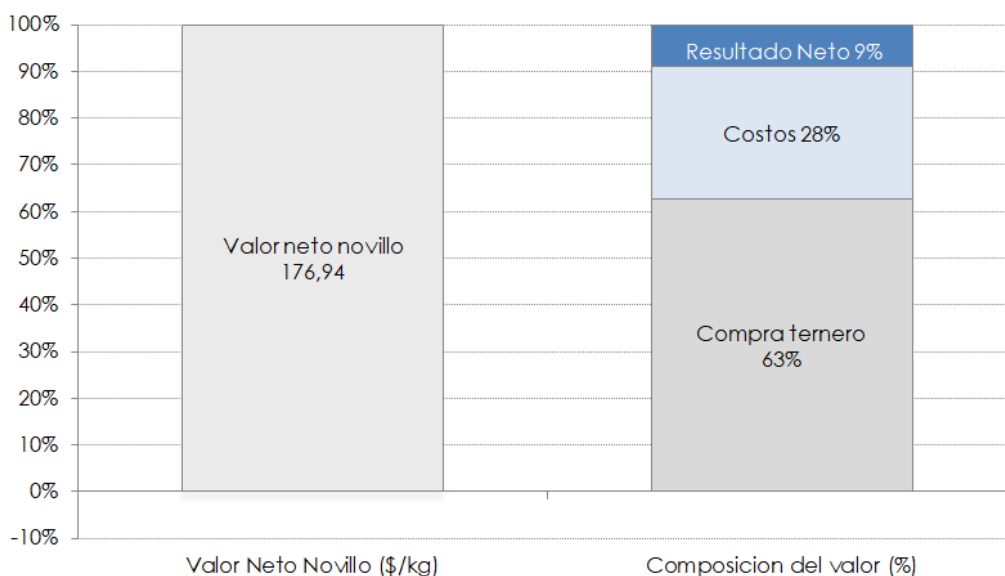 100%
90%
80%
70%
60%
50%
40%
30%
20%
10%
0%
-10%
Valor neto novillo
176,94
Resultado Neto 9%
Costos 28%
Compra ternero
63%
Valor Neto Novillo ($/kg)
Composicion del valor (%)